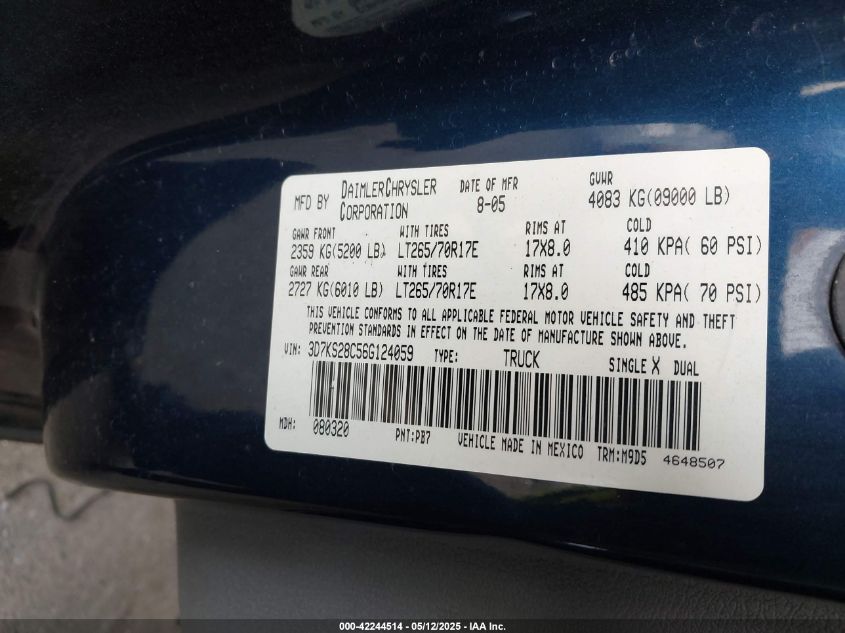 MFD BY DAIMLERCHRYSLER CORPORATION DATE OF MFR 8-05 GVWR 4083 KG(09000 LB)
GAWR FRONT WITH TIRES RIMS AT COLD
2359 KG(5200 LB) LT265/70R17E 17X8.0 410 KPA( 60 PSI)
GAWR REAR WITH TIRES RIMS AT COLD
2727 KG(6010 LB) LT265/70R17E 17X8.0 485 KPA( 70 PSI)
THIS VEHICLE CONFORMS TO ALL APPLICABLE FEDERAL MOTOR VEHICLE SAFETY AND THEFT
PREVENTION STANDARDS IN EFFECT ON THE DATE OF MANUFACTURE SHOWN ABOVE.
VIN: 3D7KS28C56G124059 TYPE: TRUCK SINGLE X DUAL
MDH: 080320 PNT:PB7 VEHICLE MADE IN MEXICO TRM:M9D5 4648507
000-42244514 - 05/12/2025 - IAA Inc.